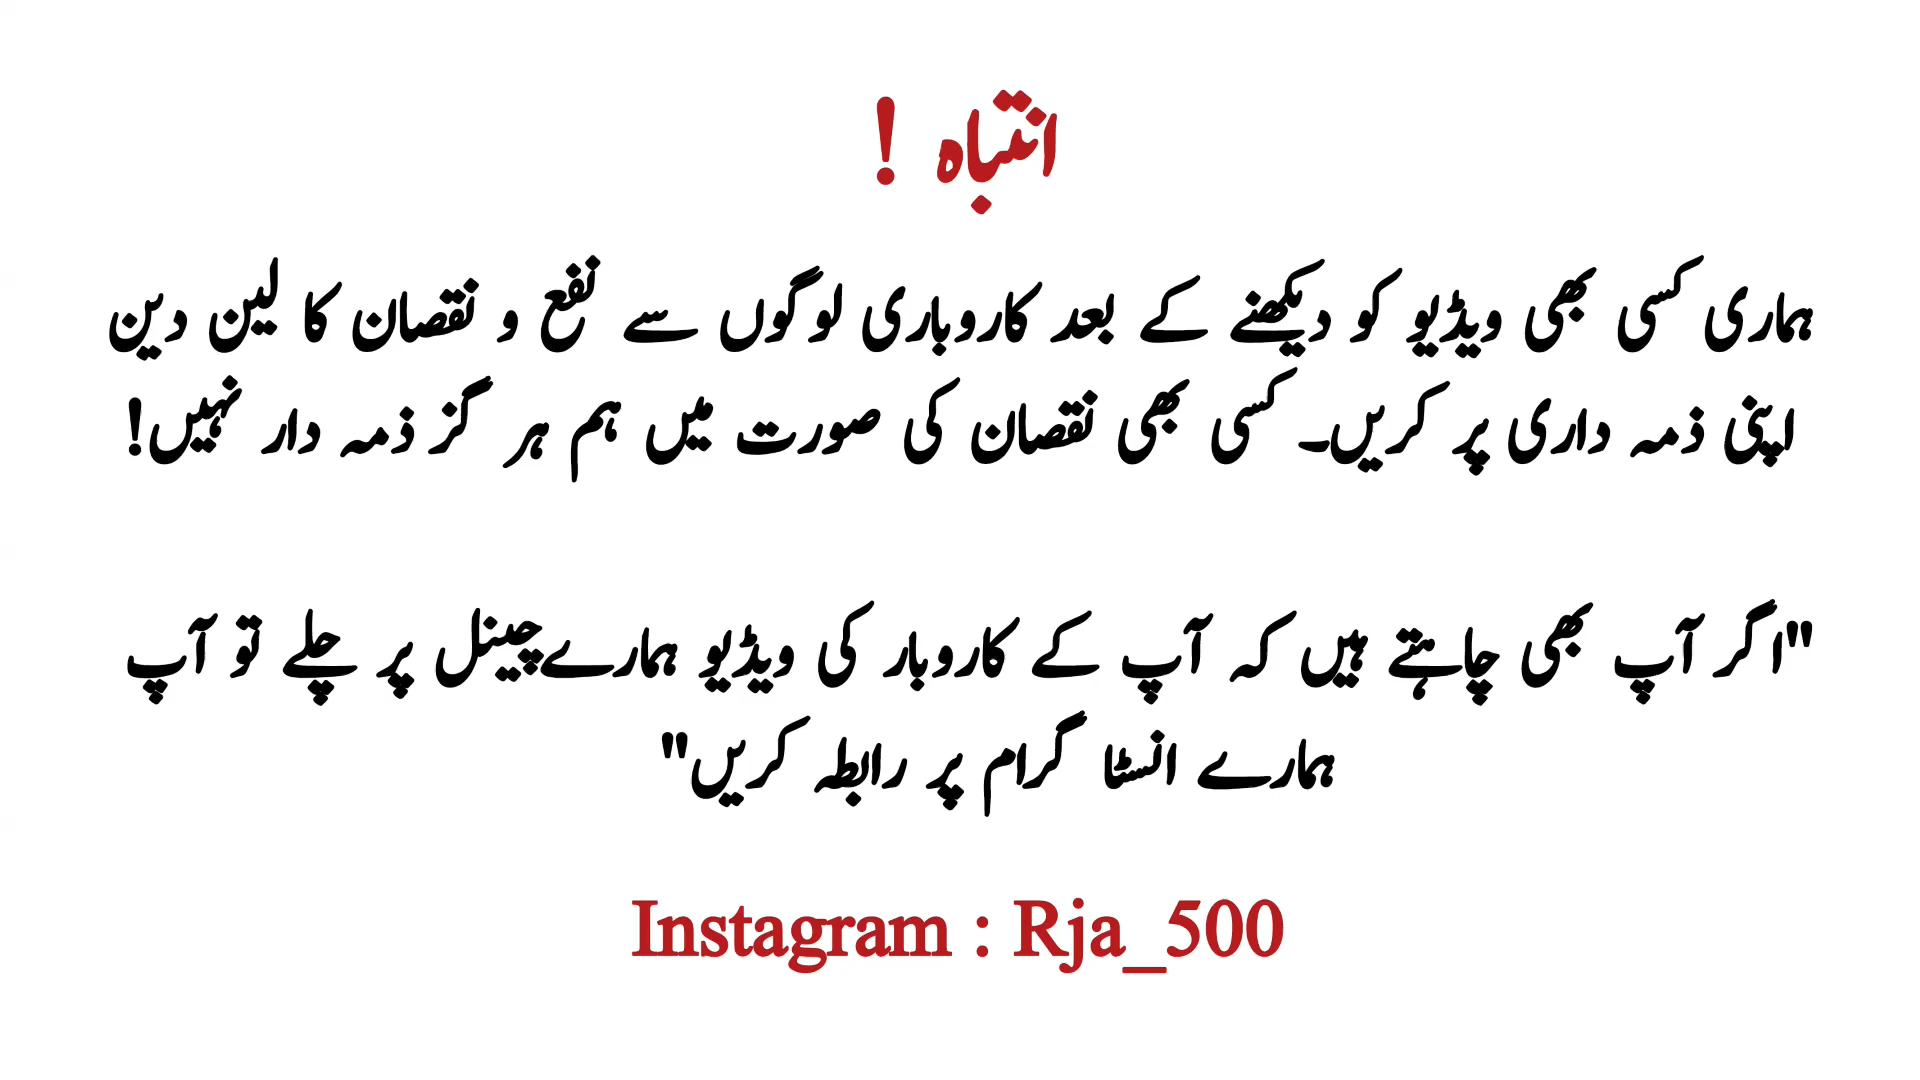 انتباہ !
ہماری کسی بھی ویڈیو کو دیکھنے کے بعد کاروباری لوگوں سے نفع و نقصان کا لین دین
اپنی ذمہ داری پر کریں۔ کسی بھی نقصان کی صورت میں ہم ہر گز ذمہ دار نہیں!
"اگر آپ بھی چاہتے ہیں کہ آپ کے کاروبار کی ویڈیو ہمارے چینل پر چلے تو آپ
ہمارے انسٹا گرام پر رابطہ کریں"
Instagram : Rja_500